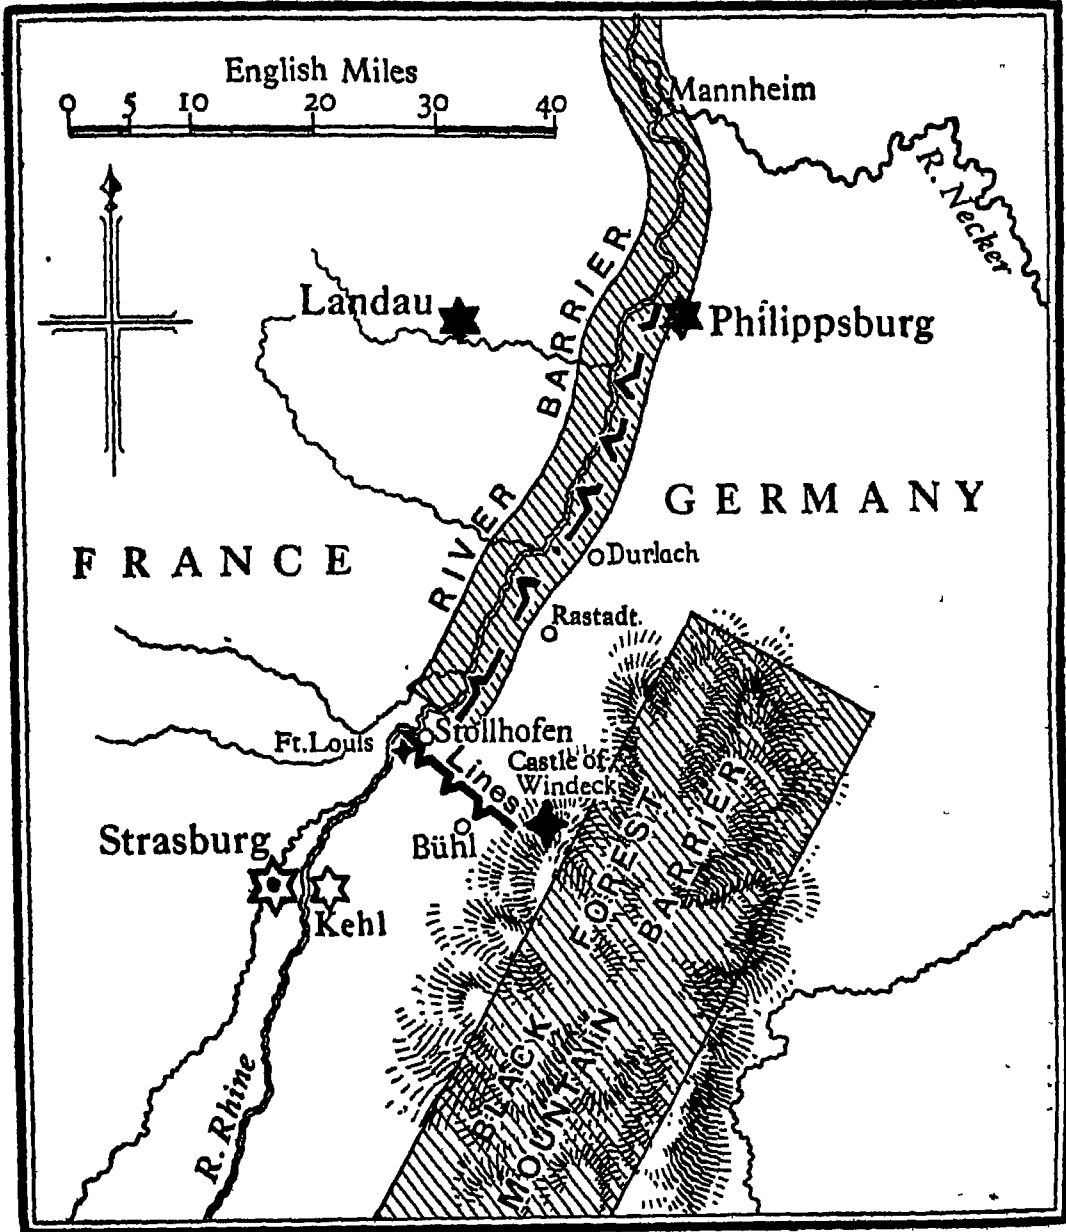 English Miles
0 5 10 20 30 40
Mannheim
R. Necker
RIVER BARRIER
Landau
Philippsburg
GERMANY
FRANCE
Durlach
Rastadt.
Ft. Louis
Stollhofen
Lines
Castle of
Windeck
Bühl
Strasburg
Kehl
BLACK FOREST
MOUNTAIN BARRIER
R. Rhine